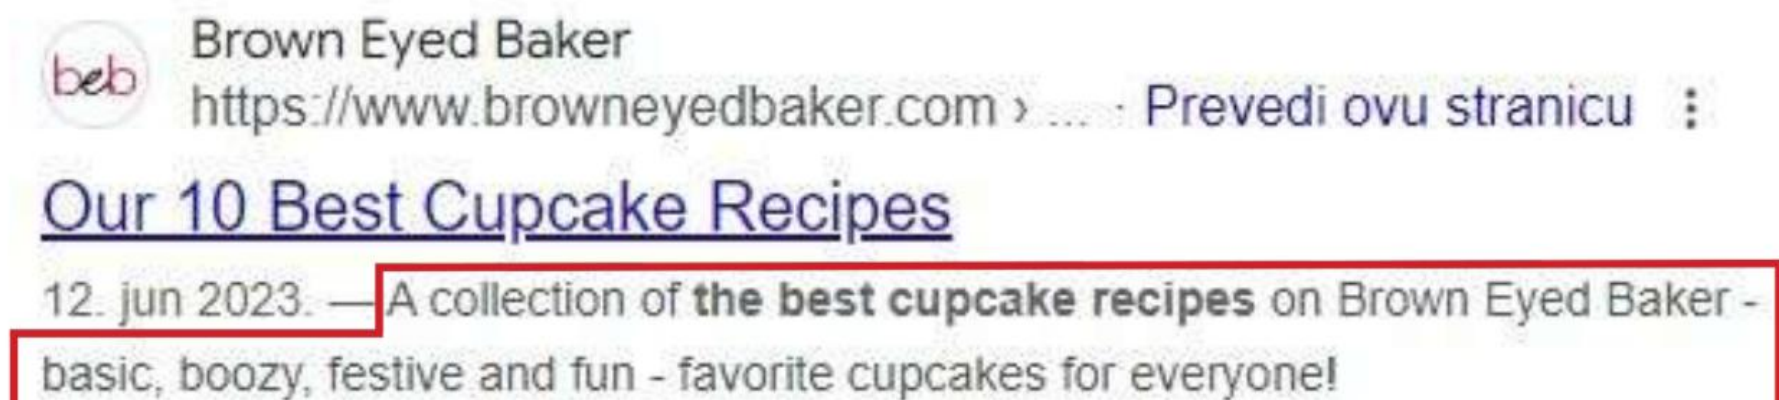 beb
Brown Eyed Baker
https://www.browneyedbaker.com › ... · Prevedi ovu stranicu
Our 10 Best Cupcake Recipes
12. jun 2023. — A collection of the best cupcake recipes on Brown Eyed Baker -
basic, boozy, festive and fun - favorite cupcakes for everyone!